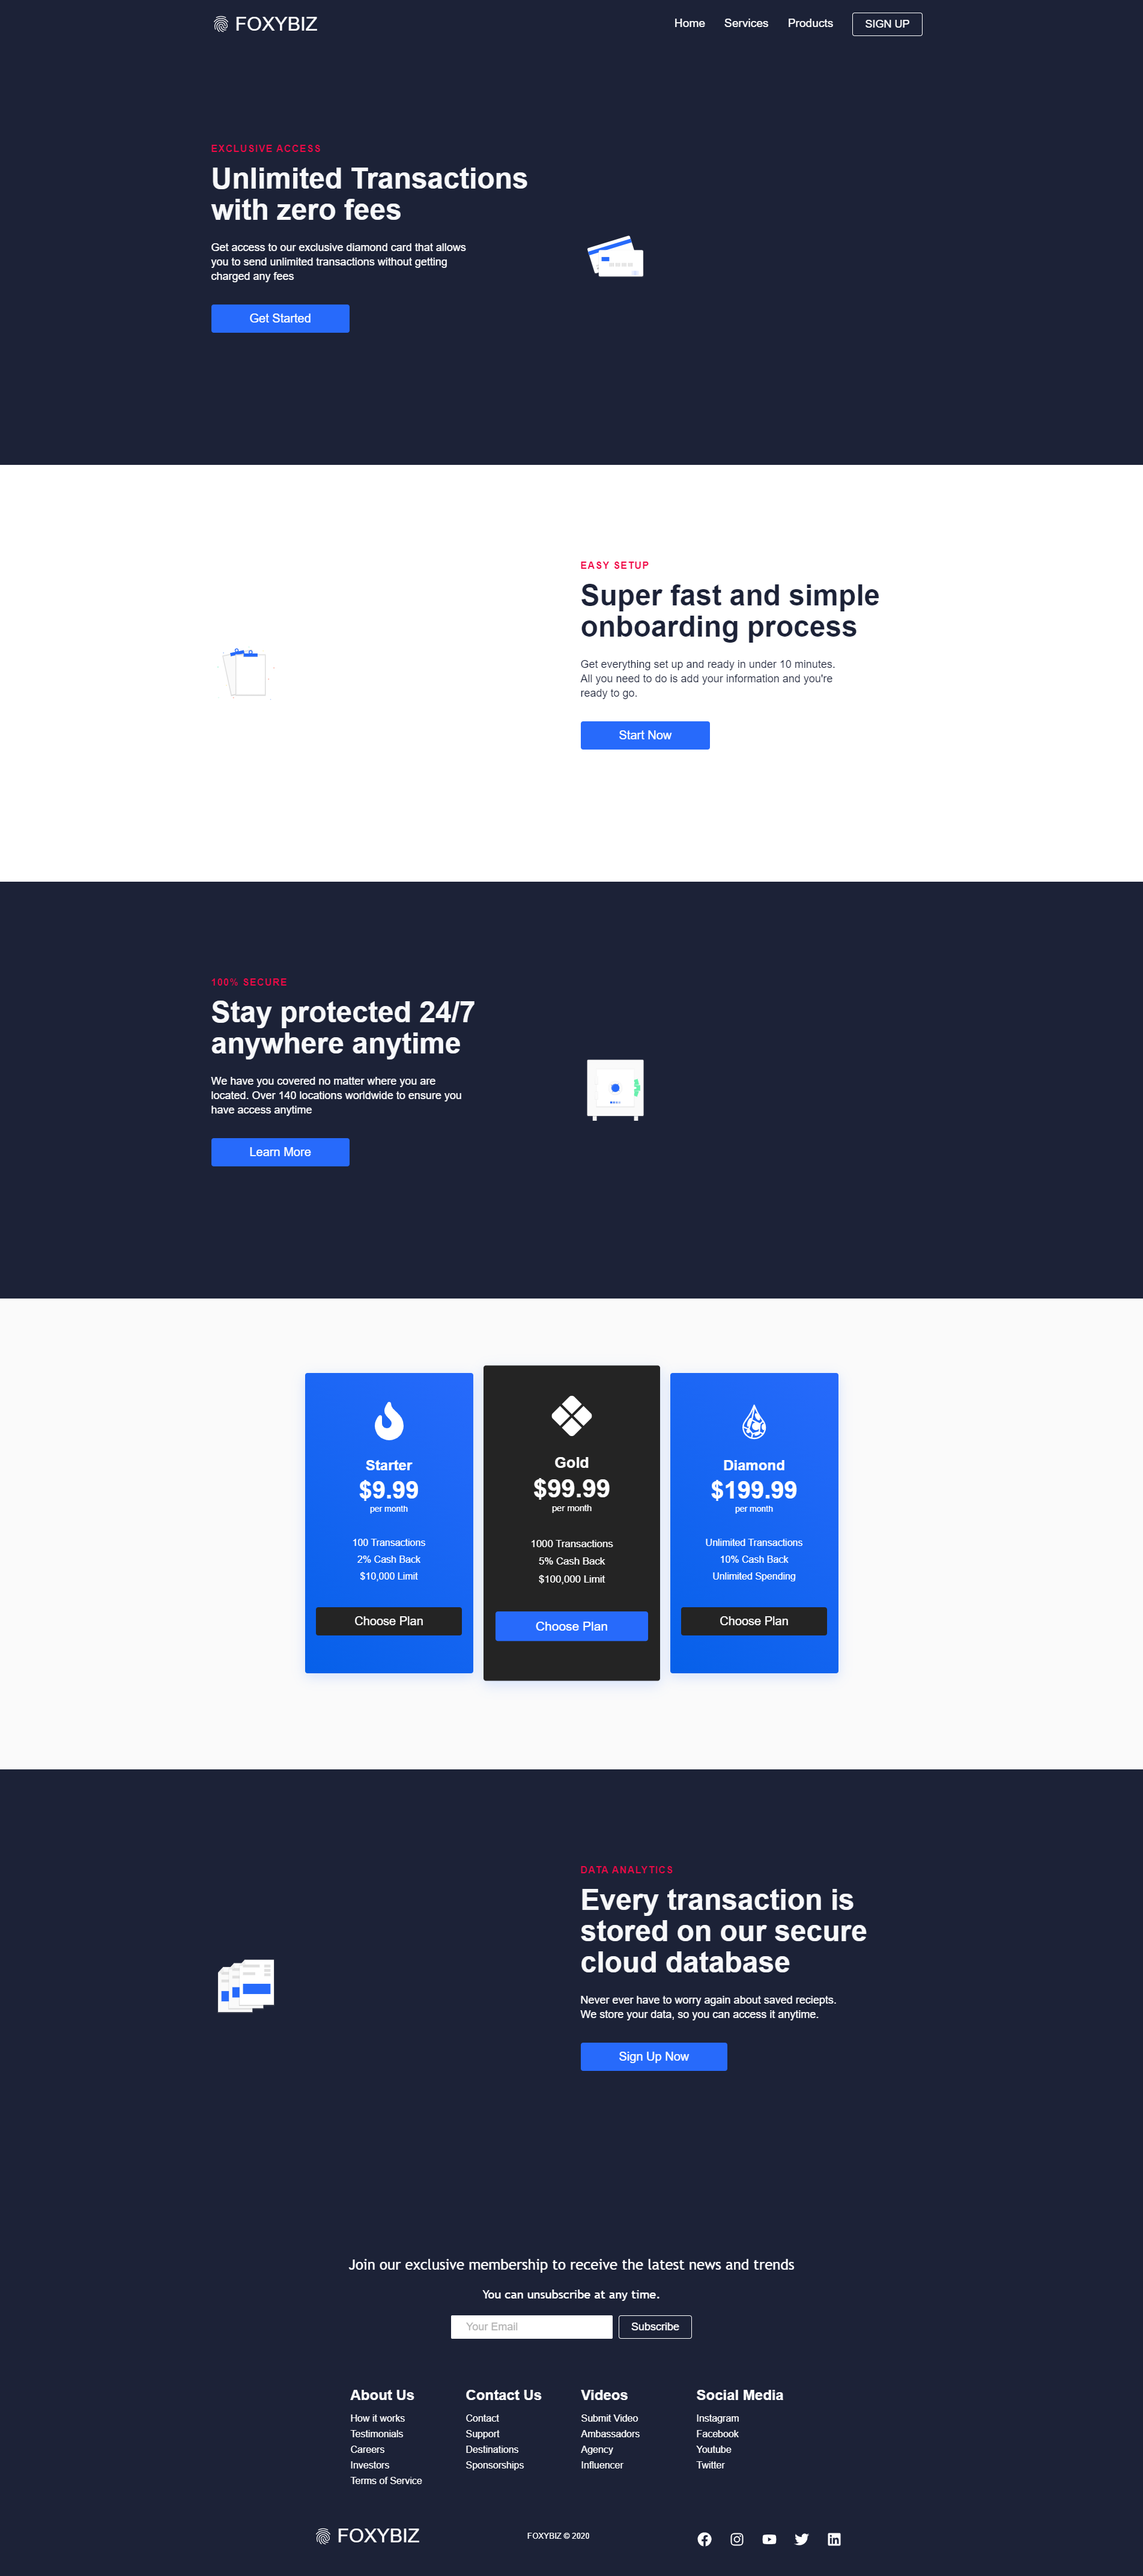 FOXYBIZ
Home Services Products SIGN UP
EXCLUSIVE ACCESS
Unlimited Transactions
with zero fees
Get access to our exclusive diamond card that allows
you to send unlimited transactions without getting
charged any fees
Get Started
EASY SETUP
Super fast and simple
onboarding process
Get everything set up and ready in under 10 minutes.
All you need to do is add your information and you're
ready to go.
Start Now
100% SECURE
Stay protected 24/7
anywhere anytime
We have you covered no matter where you are
located. Over 140 locations worldwide to ensure you
have access anytime
Learn More
Starter
$9.99
per month
100 Transactions
2% Cash Back
$10,000 Limit
Choose Plan
Gold
$99.99
per month
1000 Transactions
5% Cash Back
$100,000 Limit
Choose Plan
Diamond
$199.99
per month
Unlimited Transactions
10% Cash Back
Unlimited Spending
Choose Plan
DATA ANALYTICS
Every transaction is
stored on our secure
cloud database
Never ever have to worry again about saved reciepts.
We store your data, so you can access it anytime.
Sign Up Now
Join our exclusive membership to receive the latest news and trends
You can unsubscribe at any time.
Your Email
Subscribe
About Us
How it works
Testimonials
Careers
Investors
Terms of Service
Contact Us
Contact
Support
Destinations
Sponsorships
Videos
Submit Video
Ambassadors
Agency
Influencer
Social Media
Instagram
Facebook
Youtube
Twitter
FOXYBIZ
FOXYBIZ © 2020